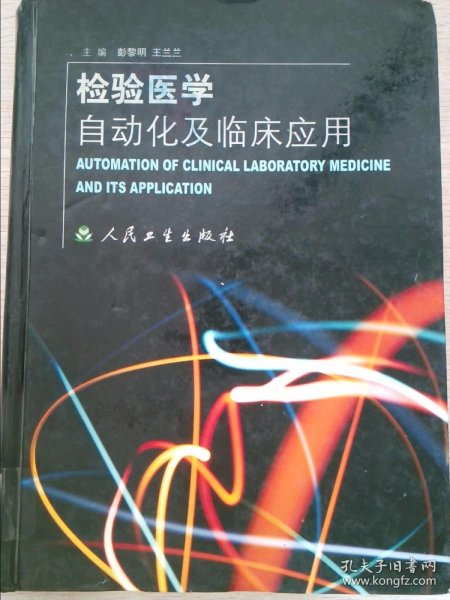 主 编 彭黎明 王兰兰
检验医学
自动化及临床应用
AUTOMATION OF CLINICAL LABORATORY MEDICINE
AND ITS APPLICATION
人民卫生出版社
孔夫子旧书网
www.kongfz.com